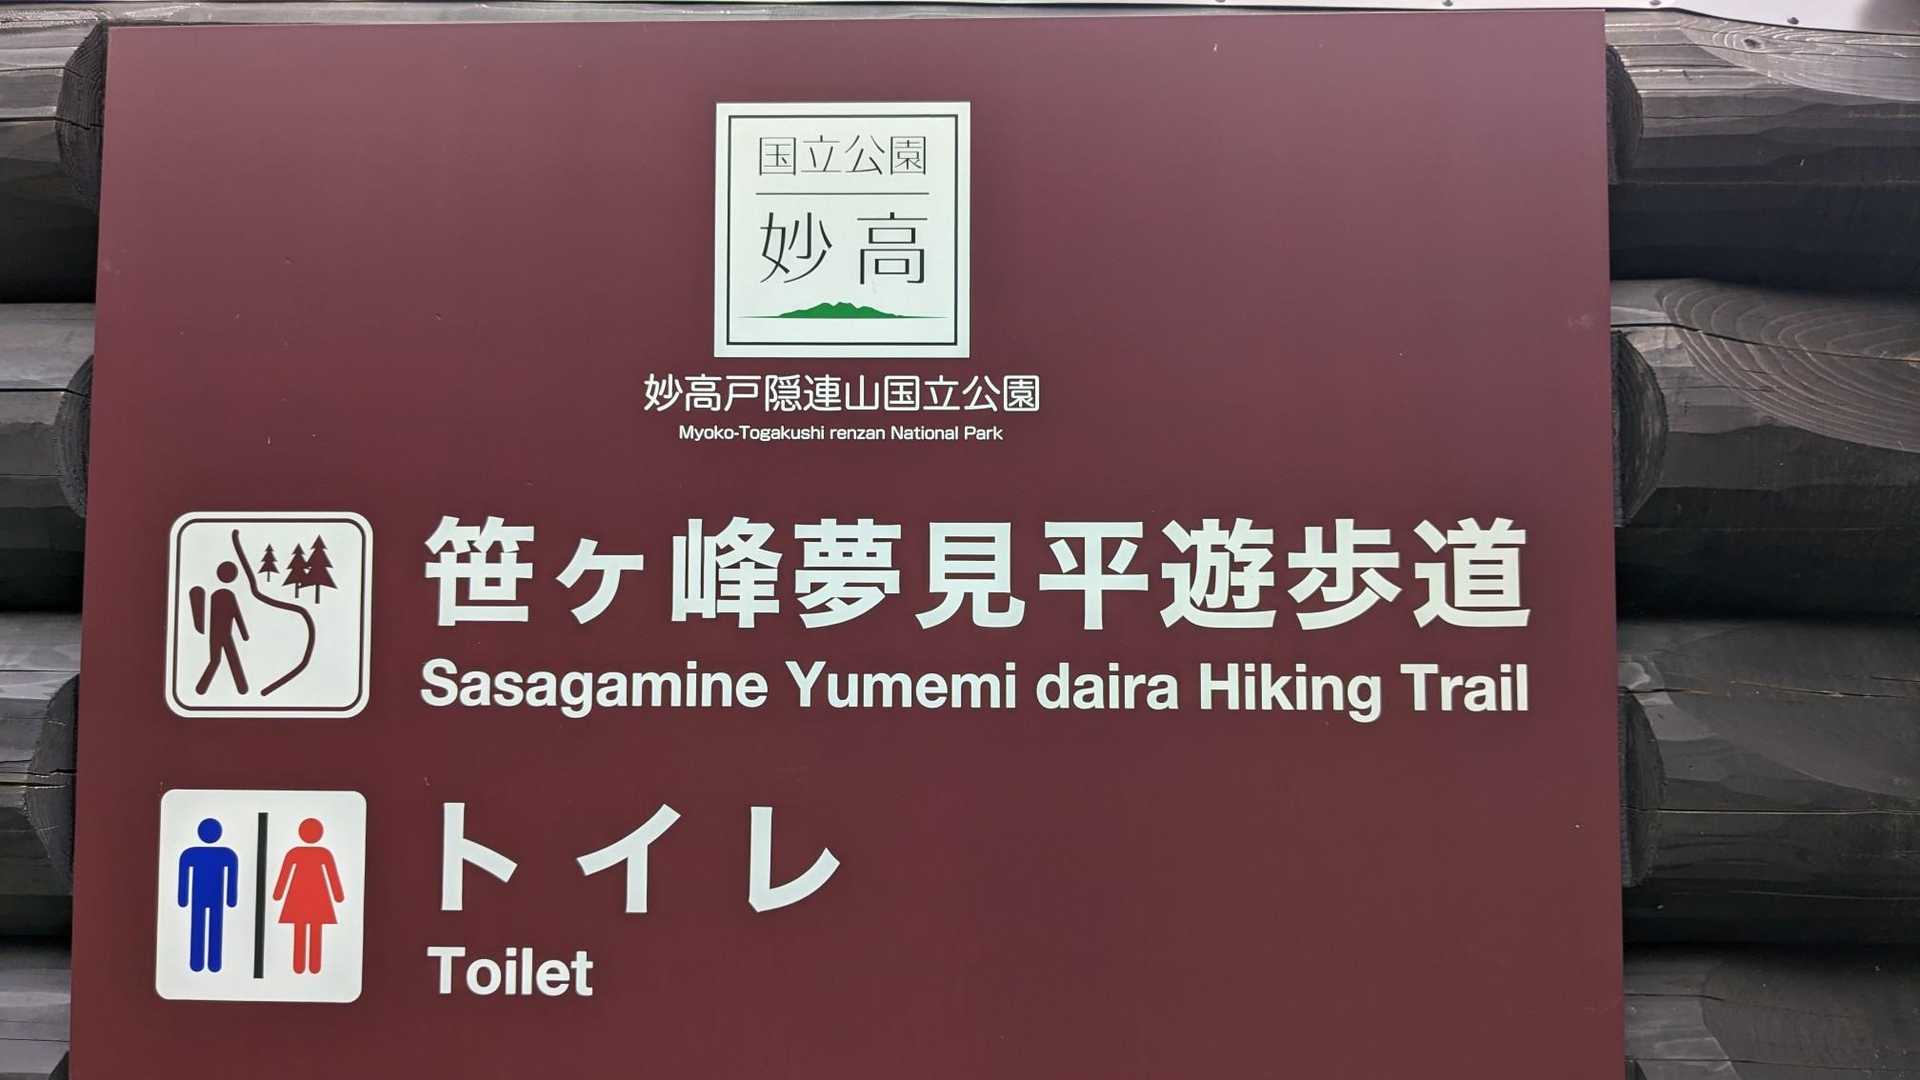 国立公園
妙高
妙高戸隠連山国立公園
Myoko-Togakushi renzan National Park
笹ヶ峰夢見平遊歩道
Sasagamine Yumemi daira Hiking Trail
トイレ
Toilet